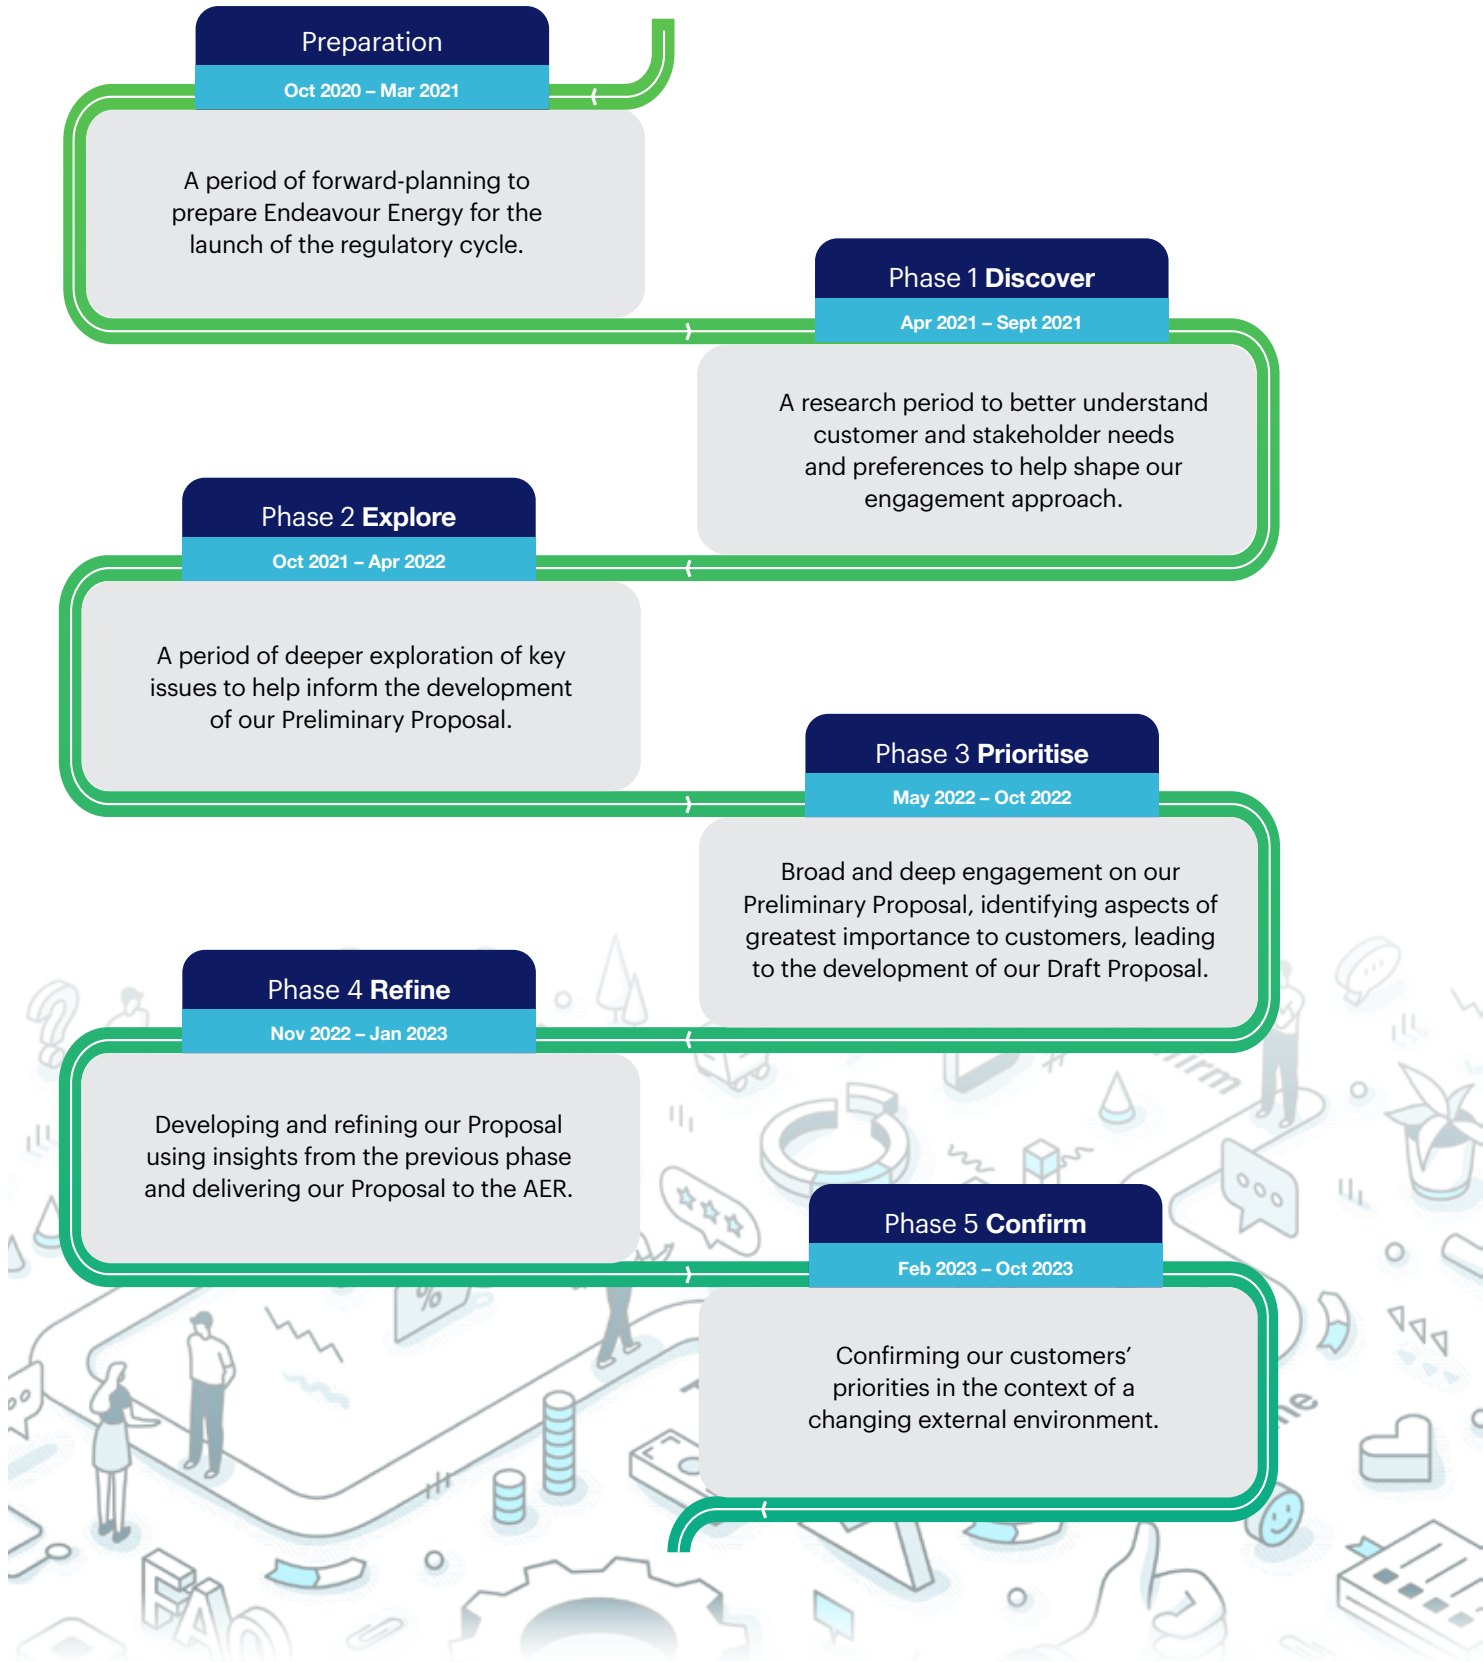 Preparation
Oct 2020 – Mar 2021
A period of forward-planning to
prepare Endeavour Energy for the
launch of the regulatory cycle.
Phase 1 Discover
Apr 2021 – Sept 2021
A research period to better understand
customer and stakeholder needs
and preferences to help shape our
engagement approach.
Phase 2 Explore
Oct 2021 – Apr 2022
A period of deeper exploration of key
issues to help inform the development
of our Preliminary Proposal.
Phase 3 Prioritise
May 2022 – Oct 2022
Broad and deep engagement on our
Preliminary Proposal, identifying aspects of
greatest importance to customers, leading
to the development of our Draft Proposal.
Phase 4 Refine
Nov 2022 – Jan 2023
Developing and refining our Proposal
using insights from the previous phase
and delivering our Proposal to the AER.
Phase 5 Confirm
Feb 2023 – Oct 2023
Confirming our customers’
priorities in the context of a
changing external environment.
%
FAQ